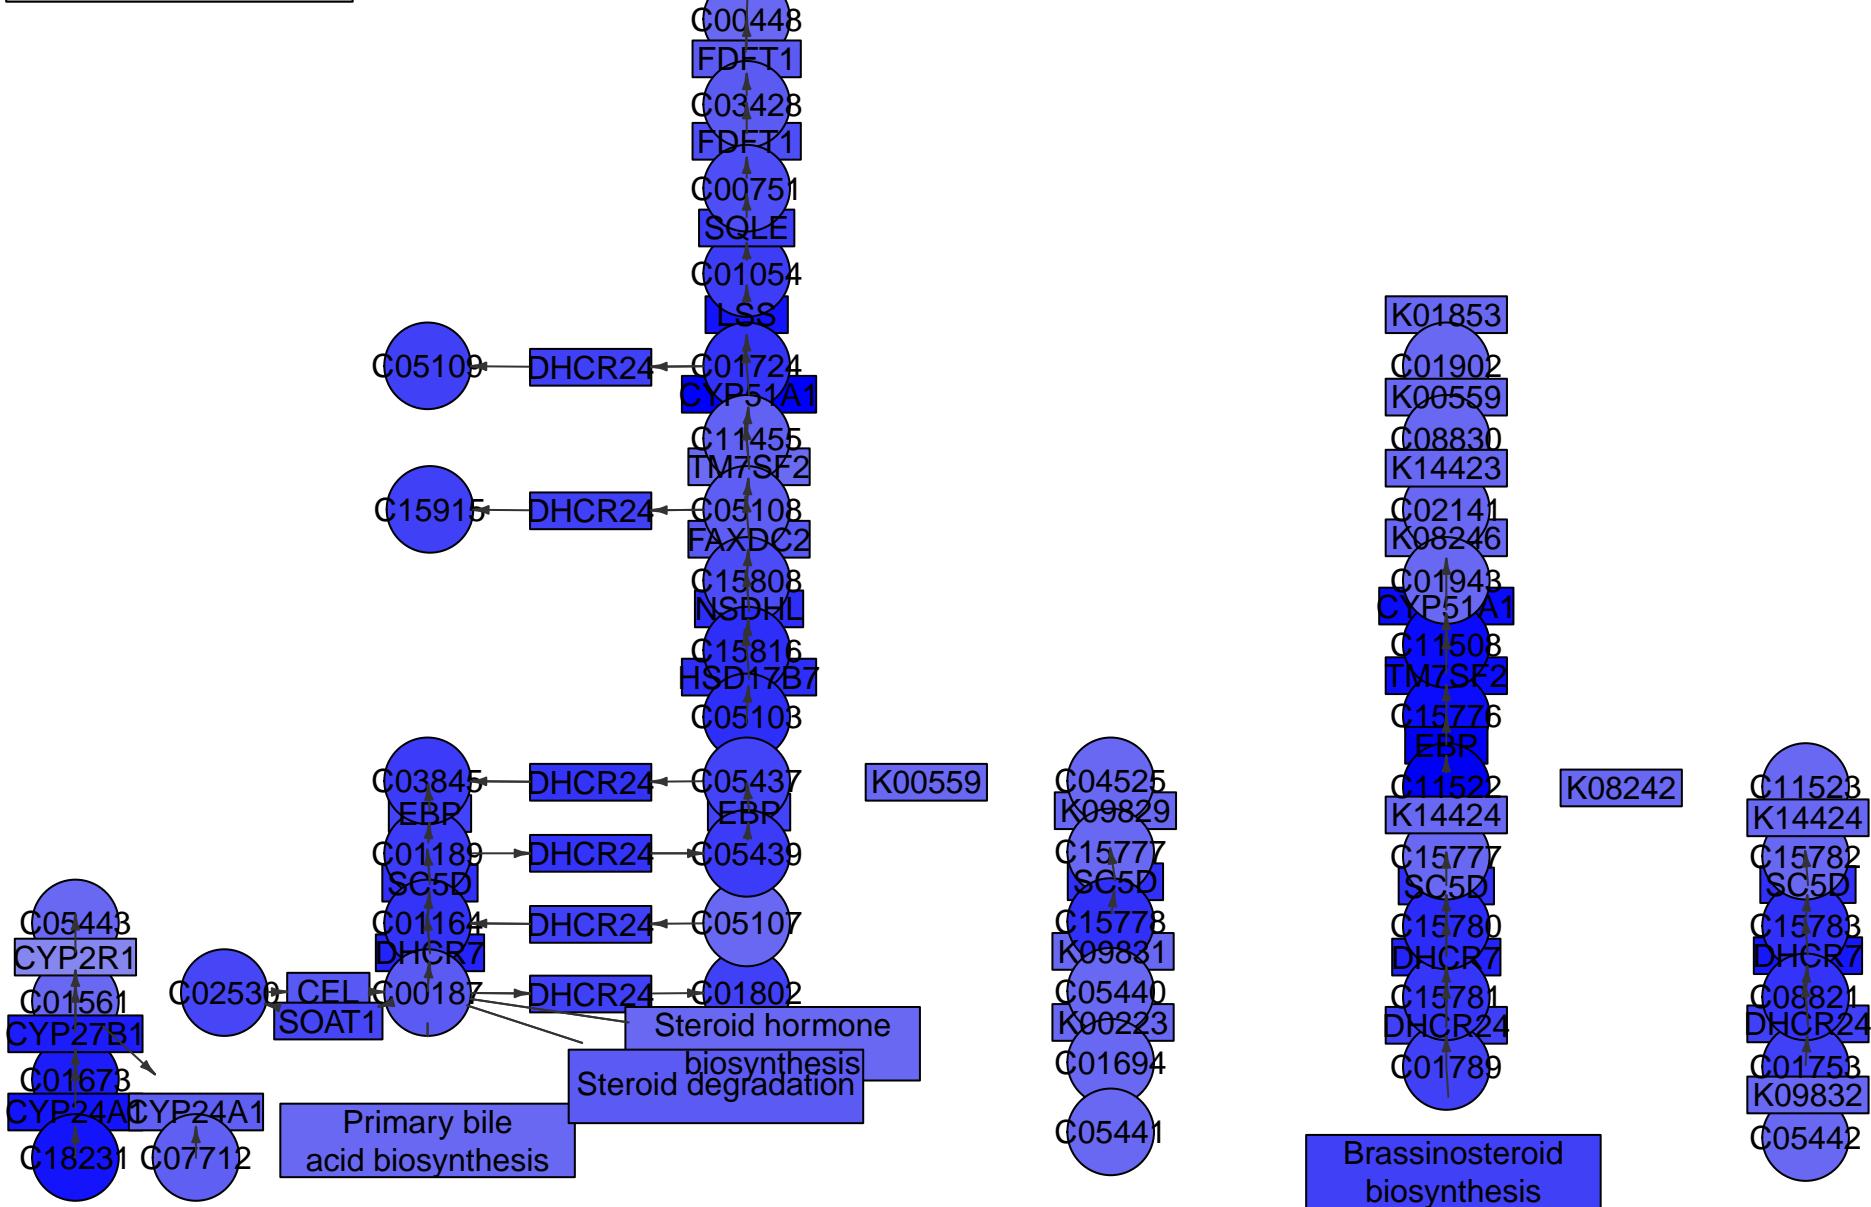 C00448
FDFT1
C03428
FDFT1
C00751
SQLE
C01054
LSS
C05109
DHCR24
C01724
CYP51A1
C11455
TM7SF2
C15915
DHCR24
C05108
FAXDC2
C15808
NSDHL
C15816
HSD17B7
C05103
C03845
DHCR24
C05437
EBP
EBP
C01189
DHCR24
C05439
SC5D
C01164
DHCR24
C05107
DHCR7
C02530
CEL
SOAT1
C00187
DHCR24
C01802
C05443
CYP2R1
C01561
CYP27B1
C01673
CYP24A1
CYP24A1
C18231
C07712
Steroid hormone
biosynthesis
Steroid degradation
Primary bile
acid biosynthesis
K00559
C04525
K09829
C15777
SC5D
C15778
K09831
C05440
K00223
C01694
C05441
K01853
C01902
K00559
C08830
K14423
C02141
K08246
C01943
CYP51A1
C11508
TM7SF2
C15776
EBP
C11522
K14424
C15777
SC5D
C15780
DHCR7
C15781
DHCR24
C01789
Brassinosteroid
biosynthesis
K08242
C11523
K14424
C15782
SC5D
C15783
DHCR7
C08821
DHCR24
C01753
K09832
C05442